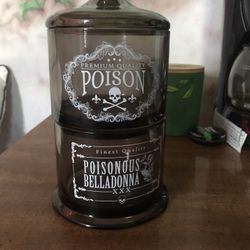 PREMIUM QUALITY
POISON
Finest Quality
POISONOUS
BELLADONNA
XXX